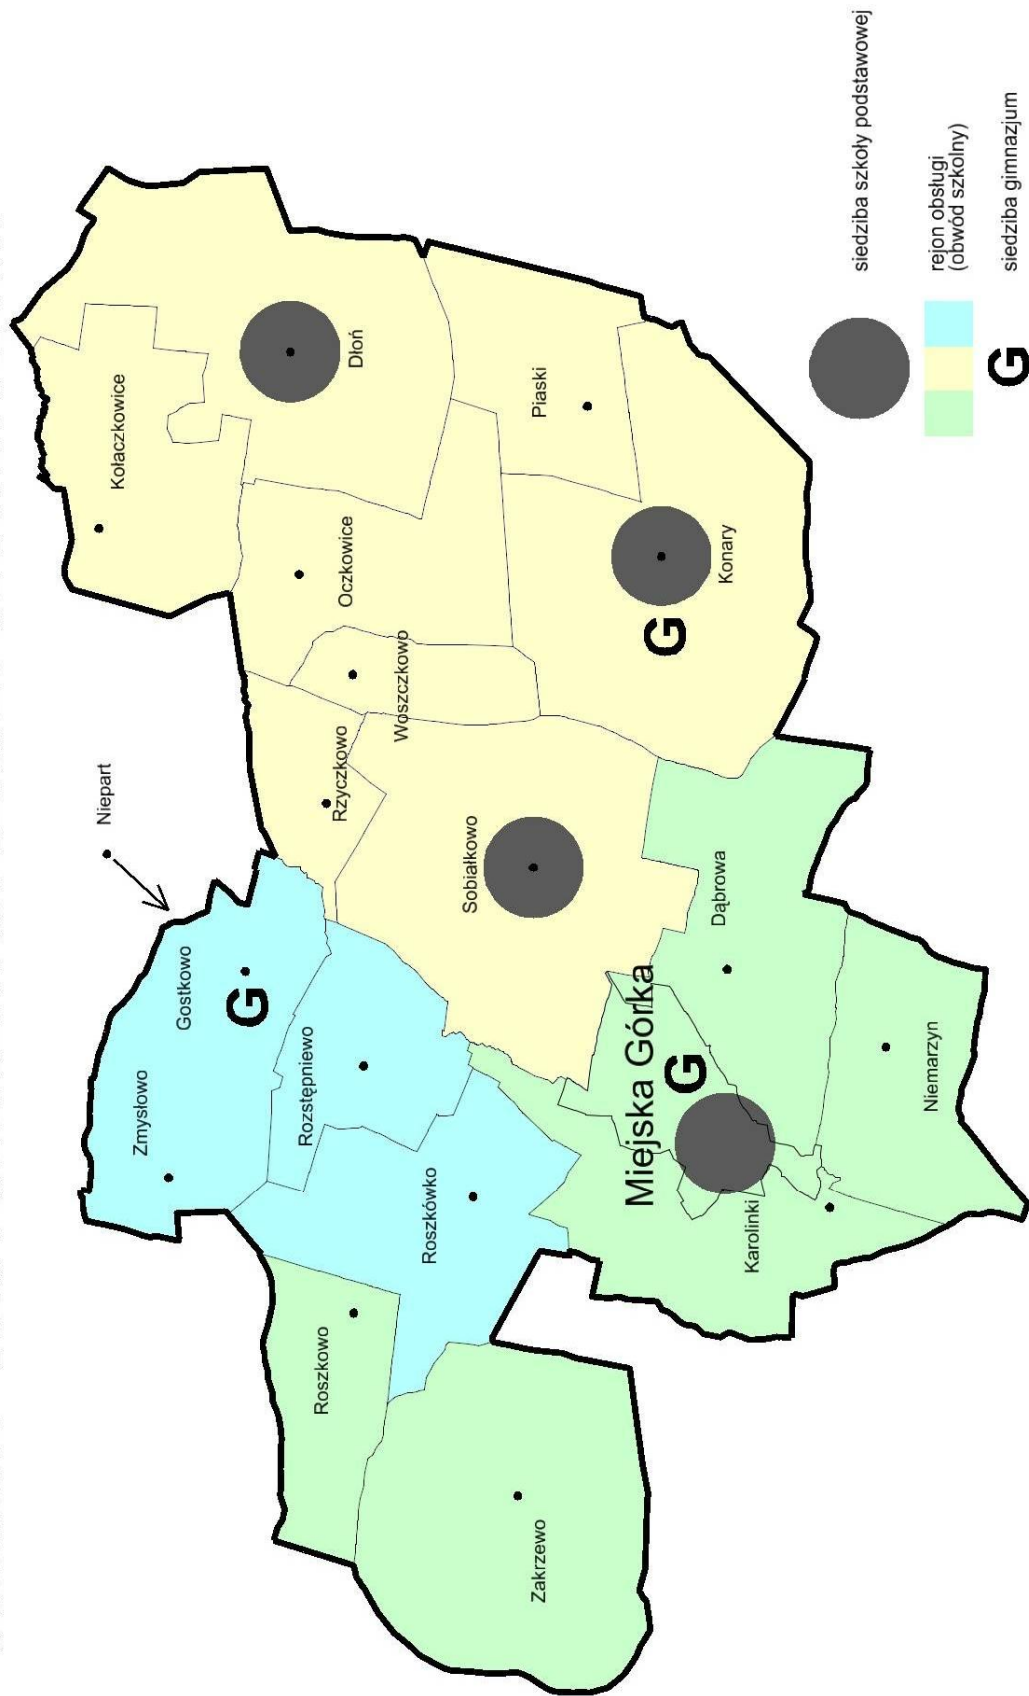 Zakrzewo
Roszkowo
Roszkówko
Zmysłowo
Gostkowo
G
Rozstępniewo
Niepart
Karolinki
Miejska Górka
G
Niemarzyn
Dąbrowa
Sobiałkowo
Rzyczkowo
Woszczkowo
Oczkowice
Kołaczkowice
Dłoń
Piaski
G
Konary
siedziba szkoły podstawowej
rejon obsługi
(obwód szkolny)
G
siedziba gimnazjum